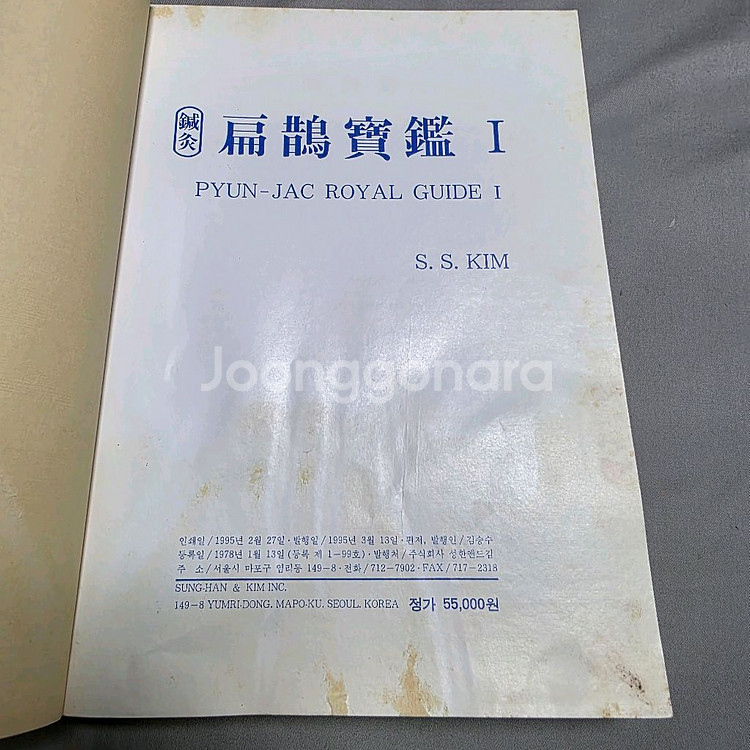 鍼灸 扁鵲寶鑑 I
PYUN-JAC ROYAL GUIDE I
S. S. KIM
Joonggonara
인쇄일/1995년 2월 27일·발행일/1995년 3월 13일·편저, 발행인/김승수
등록일/1978년 1월 13일(등록 제 1-99호)·발행처/주식회사 성한앤드김
주 소/서울시 마포구 염리동 149-8·전화/712-7902·FAX/717-2318
SUNG-HAN & KIM INC.
149-8 YUMRI-DONG, MAPO-KU, SEOUL, KOREA 정가 55,000원